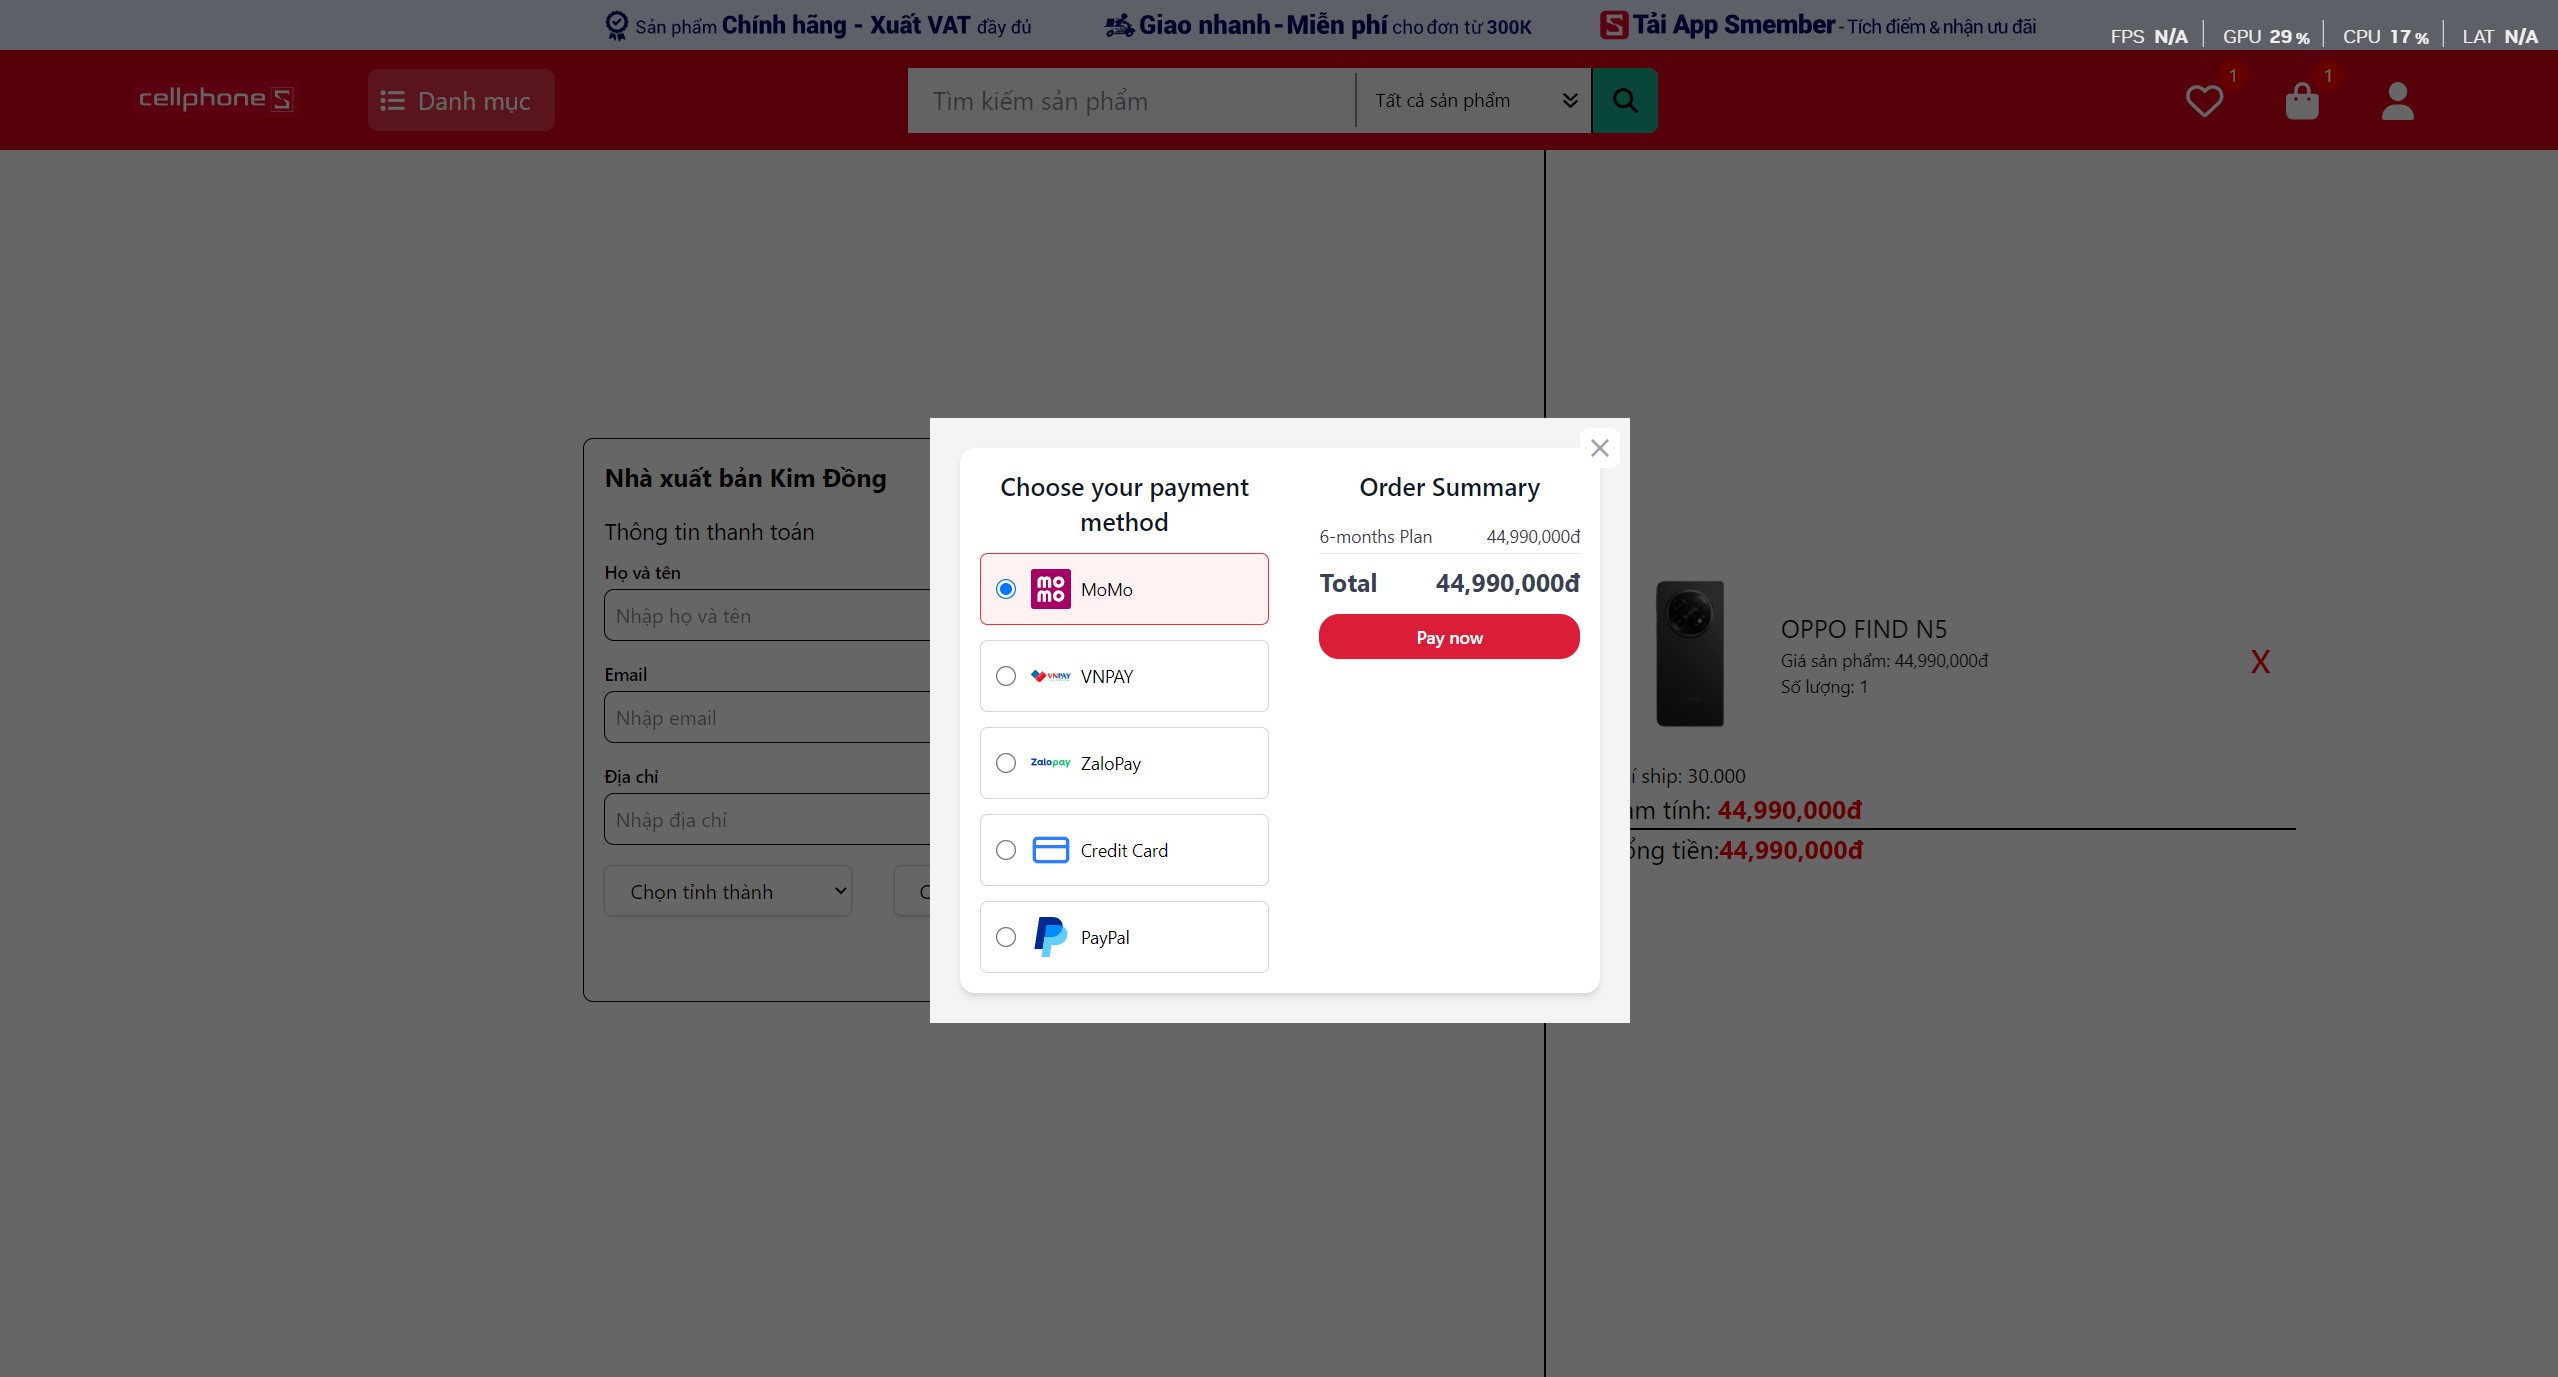 Sản phẩm Chính hãng - Xuất VAT đầy đủ
Giao nhanh - Miễn phí cho đơn từ 300K
Tải App Smember - Tích điểm & nhận ưu đãi
FPS N/A GPU 29% CPU 17% LAT N/A
cellphoneS
Danh mục
Tìm kiếm sản phẩm
Tất cả sản phẩm
1
1
Nhà xuất bản Kim Đồng
Thông tin thanh toán
Họ và tên
Nhập họ và tên
Email
Nhập email
Địa chỉ
Nhập địa chỉ
Chọn tỉnh thành
C
Choose your payment
method
MoMo
VNPAY
ZaloPay
Credit Card
PayPal
Order Summary
6-months Plan 44,990,000đ
Total 44,990,000đ
Pay now
OPPO FIND N5
Giá sản phẩm: 44,990,000đ
Số lượng: 1
X
í ship: 30.000
ạm tính: 44,990,000đ
ổng tiền:44,990,000đ